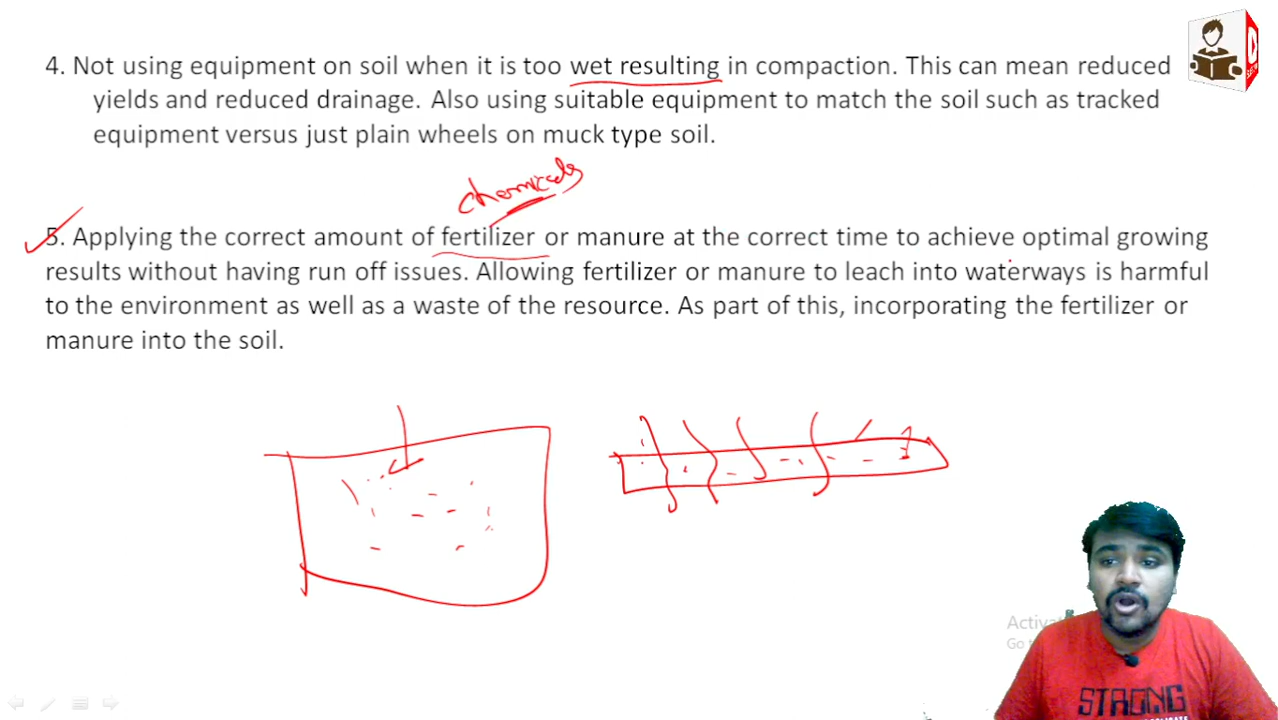 4. Not using equipment on soil when it is too wet resulting in compaction. This can mean reduced
yields and reduced drainage. Also using suitable equipment to match the soil such as tracked
equipment versus just plain wheels on muck type soil.
chemicals
5. Applying the correct amount of fertilizer or manure at the correct time to achieve optimal growing
results without having run off issues. Allowing fertilizer or manure to leach into waterways is harmful
to the environment as well as a waste of the resource. As part of this, incorporating the fertilizer or
manure into the soil.
Activa
Go t
STRONG